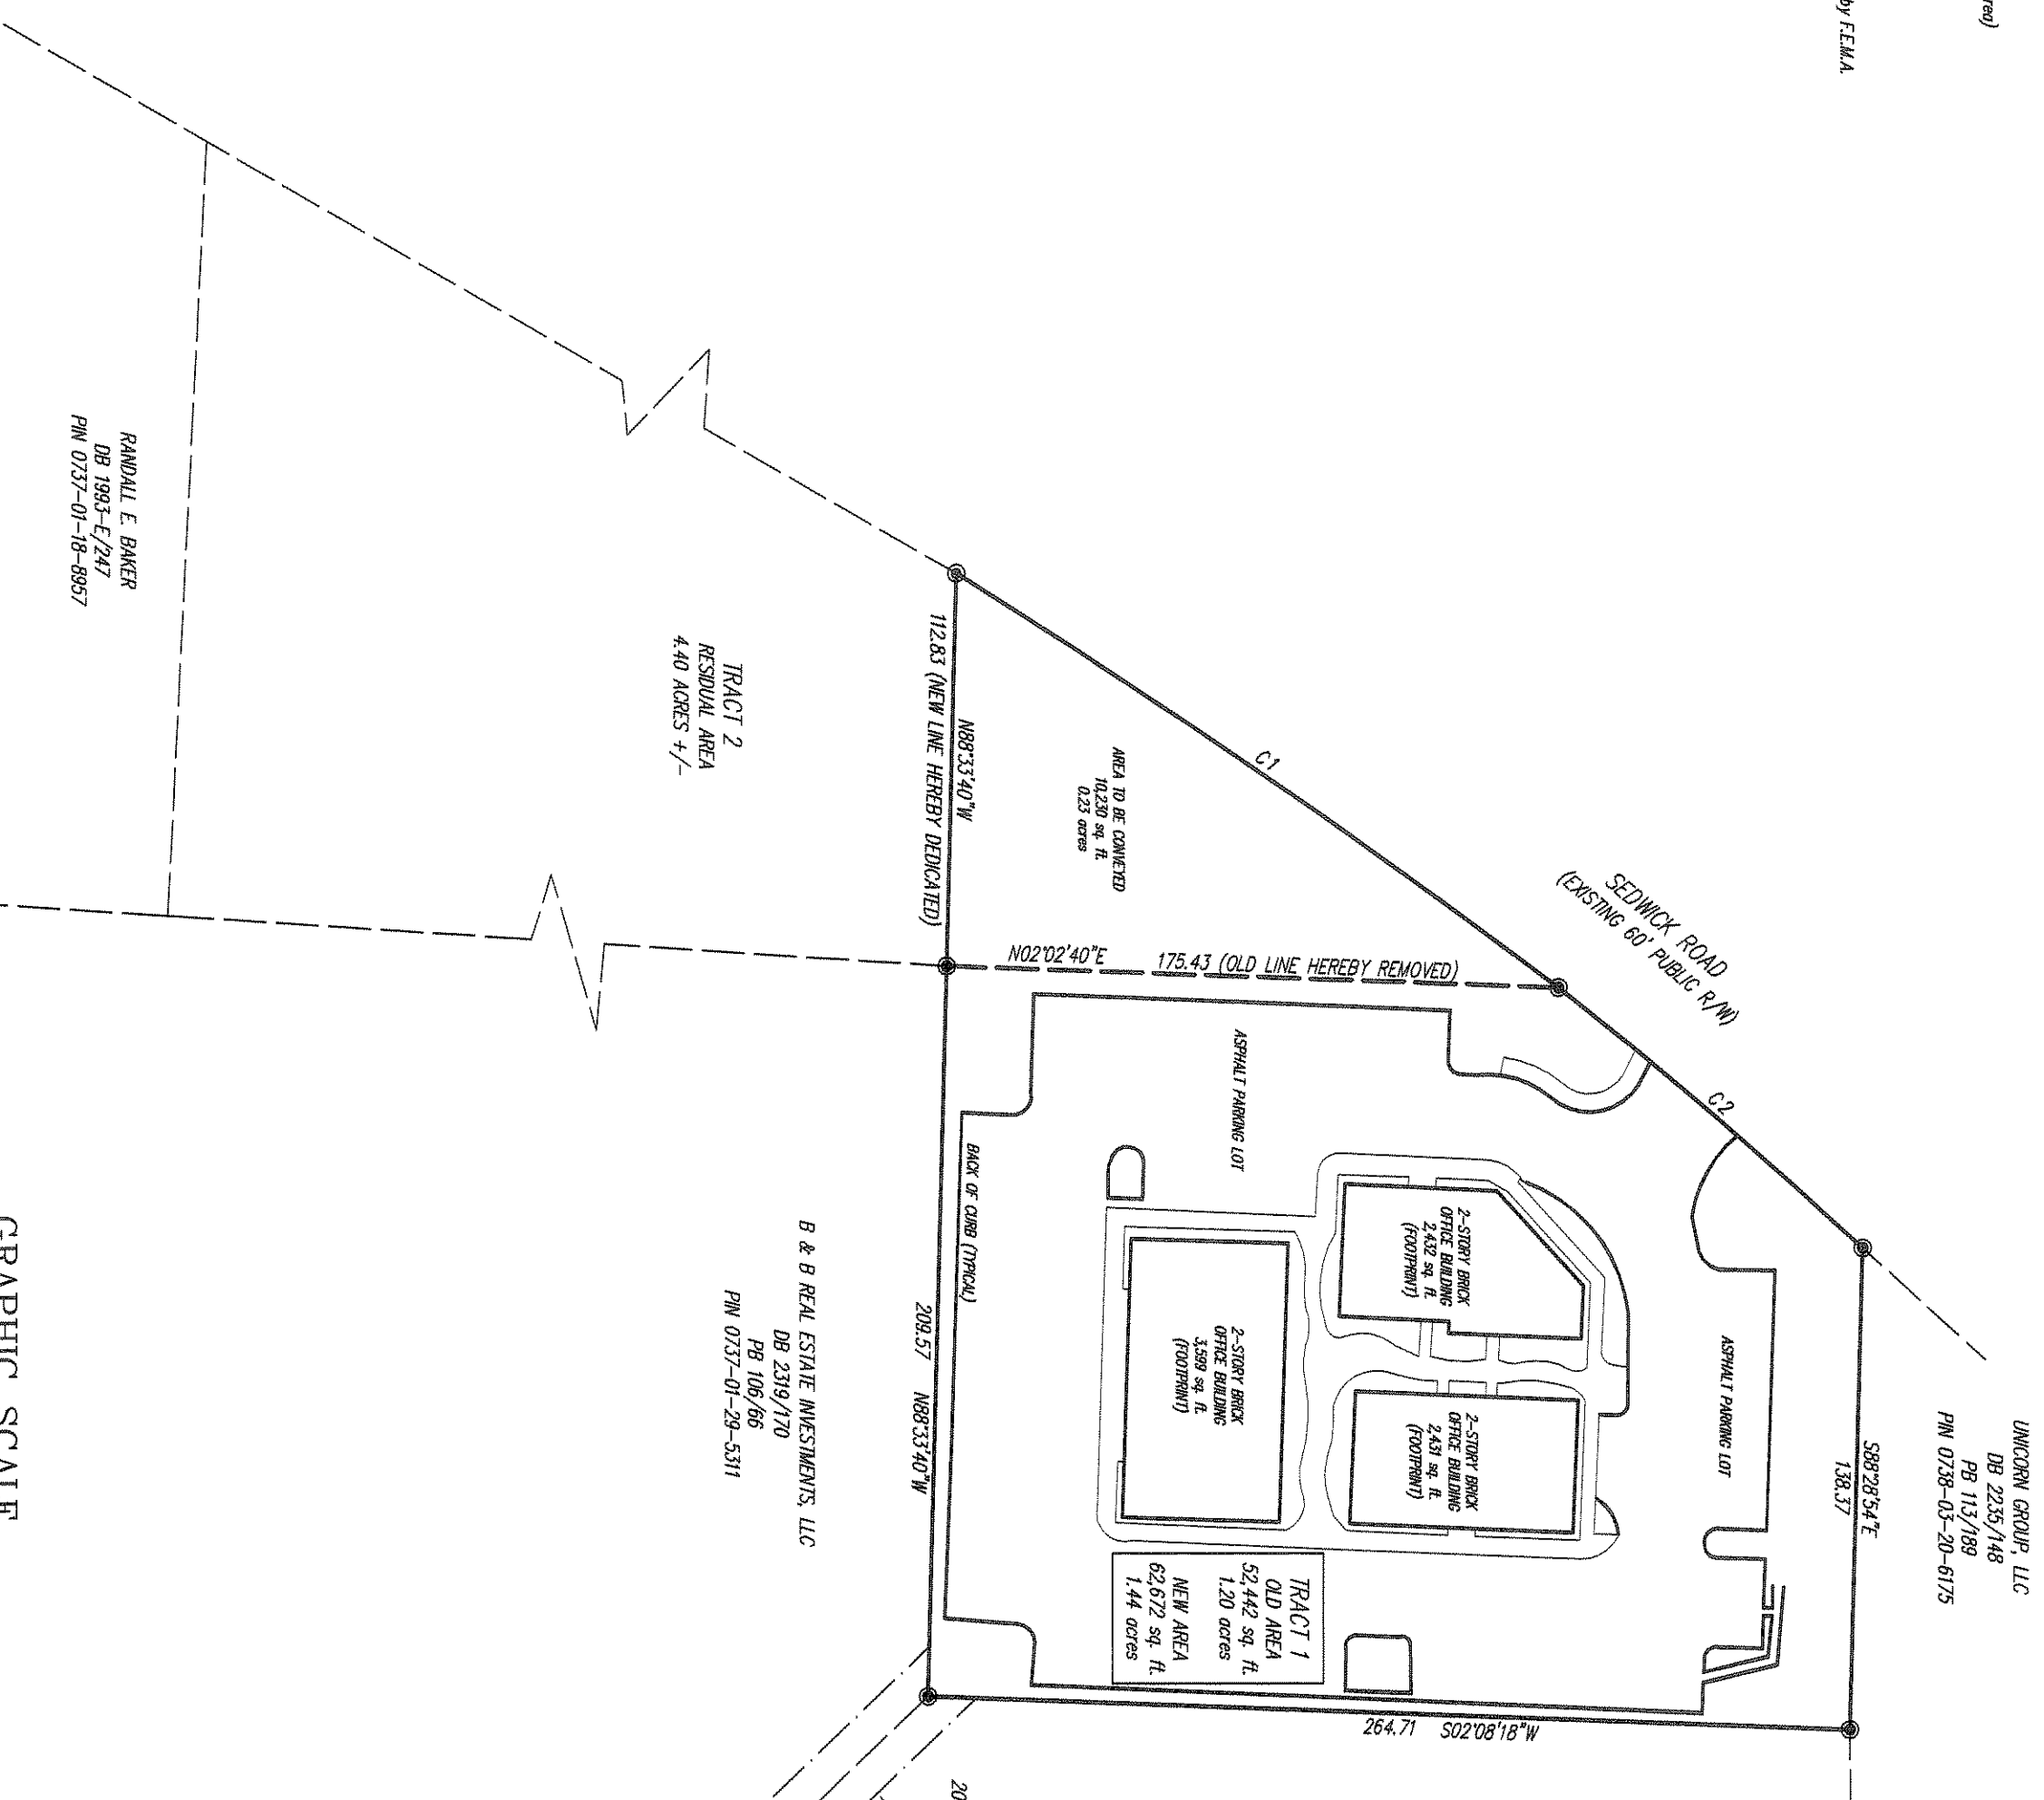 rea)
by F.E.M.A.
UNICORN GROUP, LLC
DB 2235/148
PB 113/189
PIN 0738-03-20-6175
S88°28'54"E
138.37
SEDWICK ROAD
(EXISTING 60' PUBLIC R/W)
C1
C2
AREA TO BE CONVEYED
10,230 sq. ft.
0.23 acres
N02°02'40"E
175.43 (OLD LINE HEREBY REMOVED)
N88°33'40"W
112.83 (NEW LINE HEREBY DEDICATED)
TRACT 2
RESIDUAL AREA
4.40 ACRES +/-
RANDALL E. BAKER
DB 1993-E/247
PIN 0737-01-18-8957
ASPHALT PARKING LOT
ASPHALT PARKING LOT
2-STORY BRICK
OFFICE BUILDING
2,432 sq. ft.
(FOOTPRINT)
2-STORY BRICK
OFFICE BUILDING
2,431 sq. ft.
(FOOTPRINT)
2-STORY BRICK
OFFICE BUILDING
3,599 sq. ft.
(FOOTPRINT)
TRACT 1
OLD AREA
52,442 sq. ft.
1.20 acres
NEW AREA
62,672 sq. ft.
1.44 acres
BACK OF CURB (TYPICAL)
209.57 N88°33'40"W
264.71 S02°08'18"W
B & B REAL ESTATE INVESTMENTS, LLC
DB 2319/170
PB 106/66
PIN 0737-01-29-5311
20
GRAPHIC SCALE